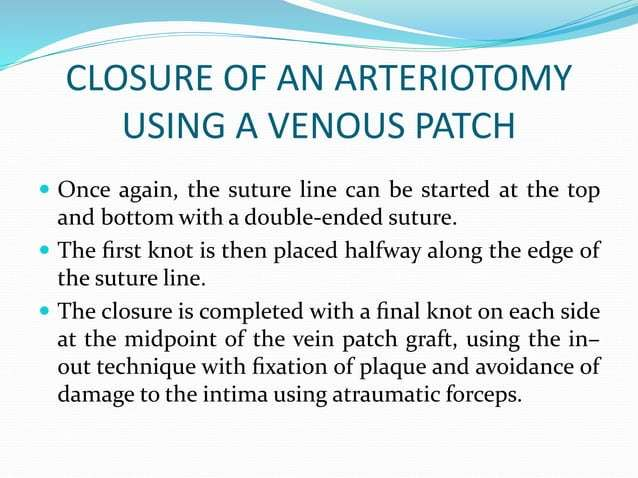 CLOSURE OF AN ARTERIOTOMY
USING A VENOUS PATCH
• Once again, the suture line can be started at the top
and bottom with a double-ended suture.
• The first knot is then placed halfway along the edge of
the suture line.
• The closure is completed with a final knot on each side
at the midpoint of the vein patch graft, using the in–
out technique with fixation of plaque and avoidance of
damage to the intima using atraumatic forceps.